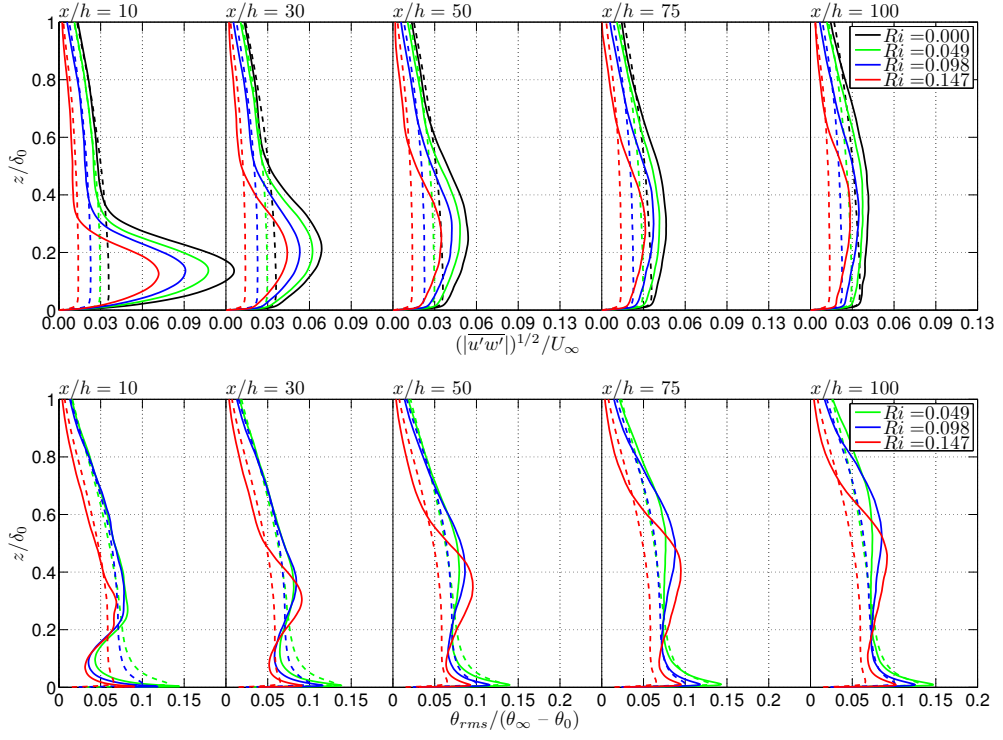 x/h = 10 x/h = 30 x/h = 50 x/h = 75 x/h = 100
Ri =0.000
Ri =0.049
Ri =0.098
Ri =0.147
1
0.8
0.6
0.4
0.2
0
z/δ₀
0.00 0.03 0.06 0.09 0.00 0.03 0.06 0.09 0.00 0.03 0.06 0.09 0.13 0.00 0.03 0.06 0.09 0.13 0.00 0.03 0.06 0.09 0.13
(|u′w′|)^{1/2}/U∞
x/h = 10 x/h = 30 x/h = 50 x/h = 75 x/h = 100
Ri =0.049
Ri =0.098
Ri =0.147
1
0.8
0.6
0.4
0.2
0
z/δ₀
0 0.05 0.1 0.15 0 0.05 0.1 0.15 0 0.05 0.1 0.15 0.2 0 0.05 0.1 0.15 0.2 0 0.05 0.1 0.15 0.2
θ_{rms}/(θ∞ − θ₀)